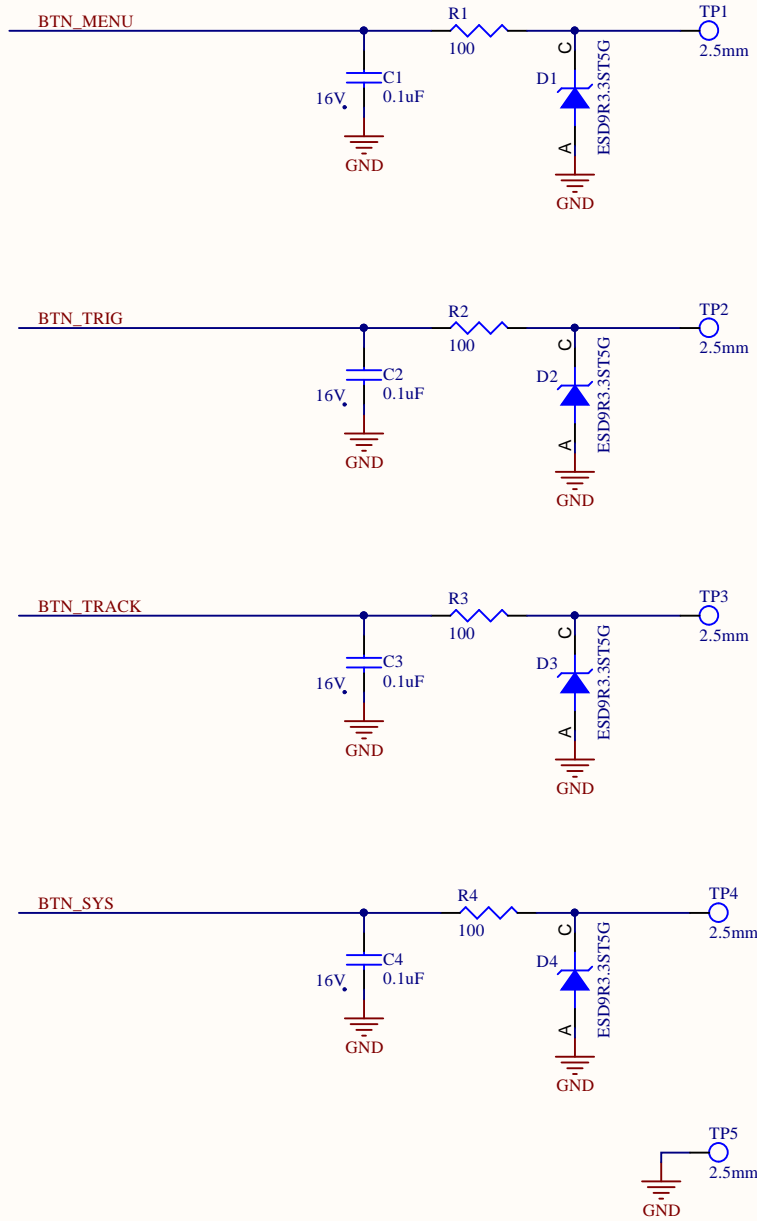 BTN_MENU
R1
100
TP1
2.5mm
C1
0.1uF
16V
GND
C
D1
A
ESD9R3.3ST5G
GND
BTN_TRIG
R2
100
TP2
2.5mm
C2
0.1uF
16V
GND
C
D2
A
ESD9R3.3ST5G
GND
BTN_TRACK
R3
100
TP3
2.5mm
C3
0.1uF
16V
GND
C
D3
A
ESD9R3.3ST5G
GND
BTN_SYS
R4
100
TP4
2.5mm
C4
0.1uF
16V
GND
C
D4
A
ESD9R3.3ST5G
GND
TP5
2.5mm
GND